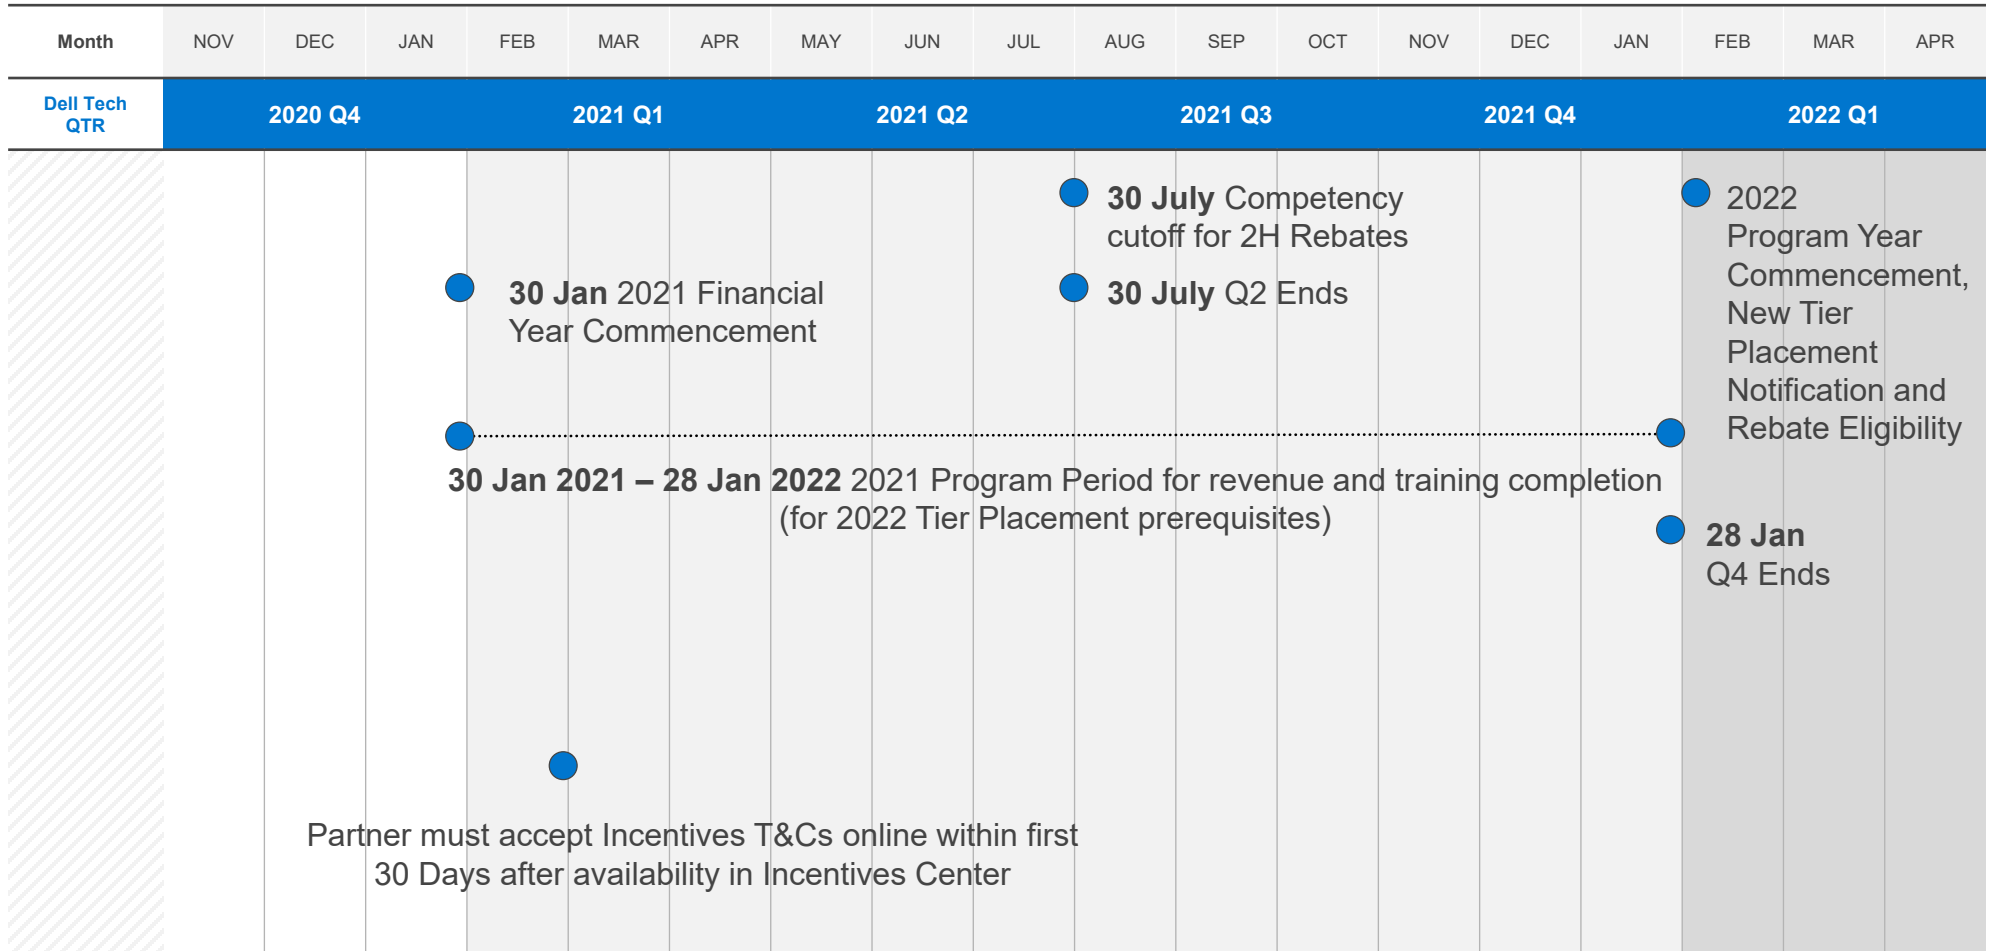 Month NOV DEC JAN FEB MAR APR MAY JUN JUL AUG SEP OCT NOV DEC JAN FEB MAR APR
Dell Tech
QTR
2020 Q4 2021 Q1 2021 Q2 2021 Q3 2021 Q4 2022 Q1
30 July Competency
cutoff for 2H Rebates
30 Jan 2021 Financial
Year Commencement
30 July Q2 Ends
2022
Program Year
Commencement,
New Tier
Placement
Notification and
Rebate Eligibility
30 Jan 2021 – 28 Jan 2022 2021 Program Period for revenue and training completion
(for 2022 Tier Placement prerequisites)
28 Jan
Q4 Ends
Partner must accept Incentives T&Cs online within first
30 Days after availability in Incentives Center